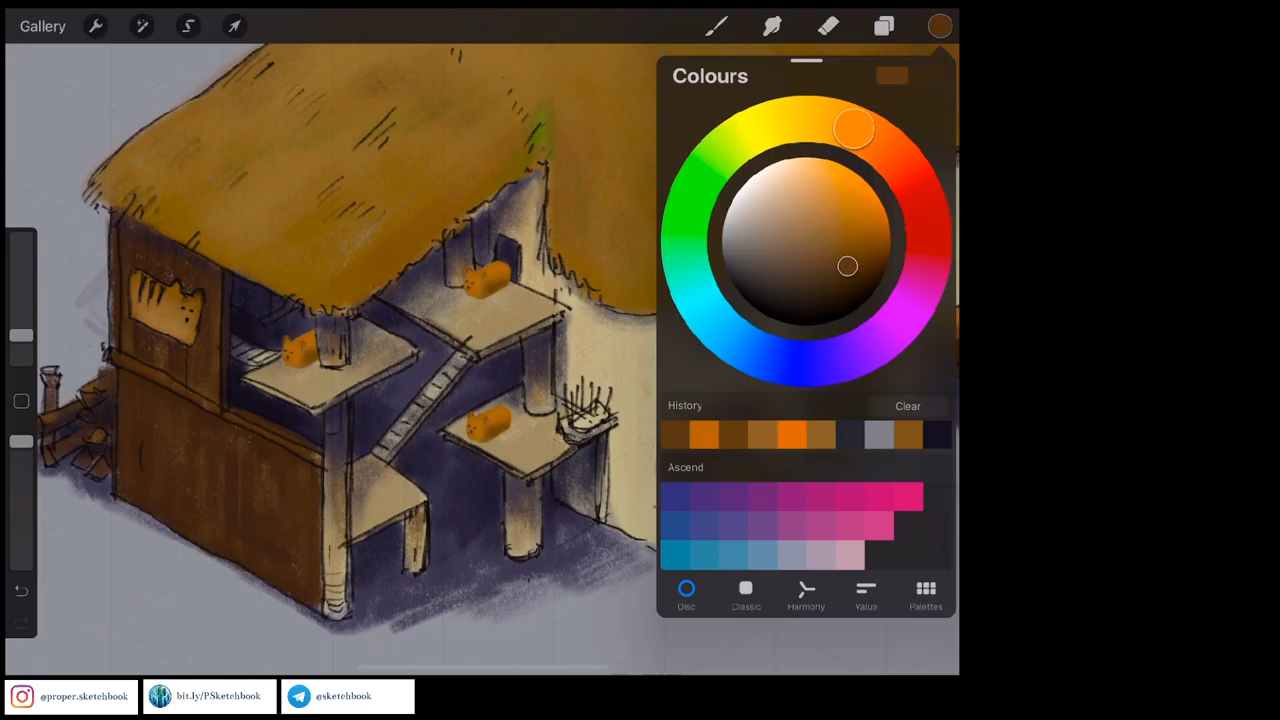 Gallery
Colours
History
Clear
Ascend
Disc
Classic
Harmony
Value
Palettes
@proper.sketchbook
bit.ly/PSketchbook
@sketchbook